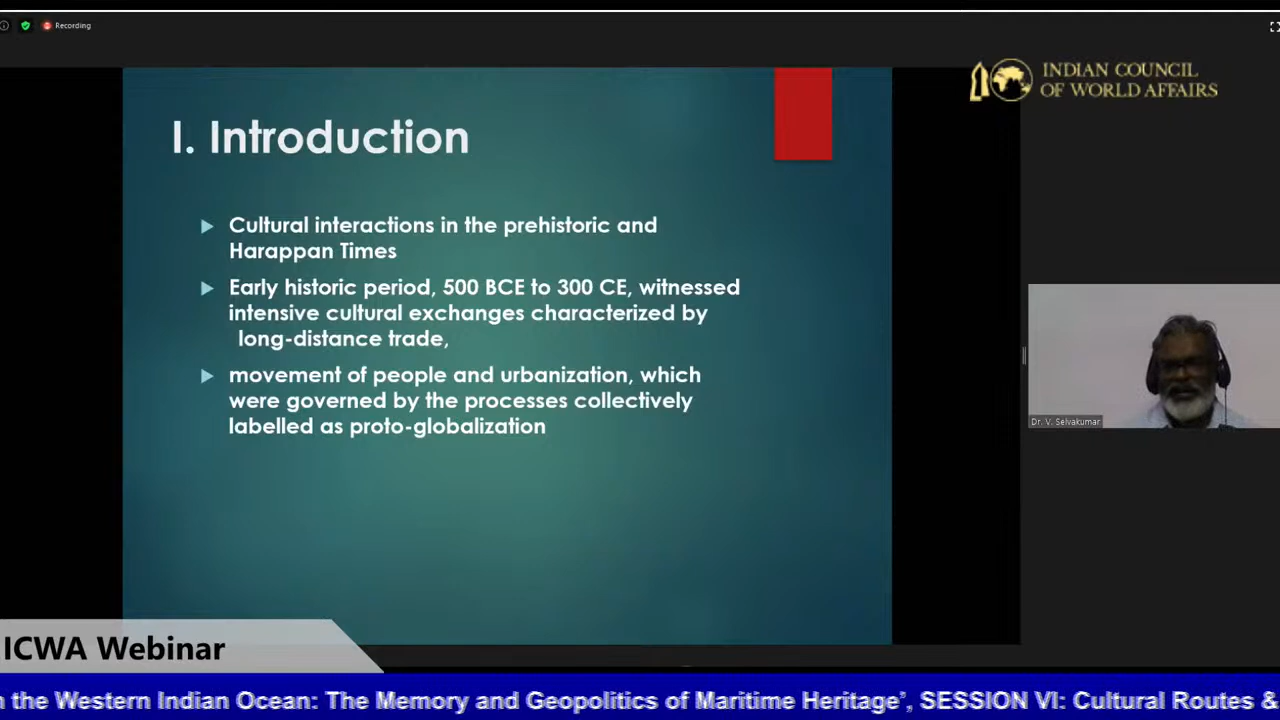 Recording
INDIAN COUNCIL
OF WORLD AFFAIRS
I. Introduction
Cultural interactions in the prehistoric and
Harappan Times
Early historic period, 500 BCE to 300 CE, witnessed
intensive cultural exchanges characterized by
long-distance trade,
movement of people and urbanization, which
were governed by the processes collectively
labelled as proto-globalization
Dr. V. Selvakumar
ICWA Webinar
the Western Indian Ocean: The Memory and Geopolitics of Maritime Heritage', SESSION VI: Cultural Routes &